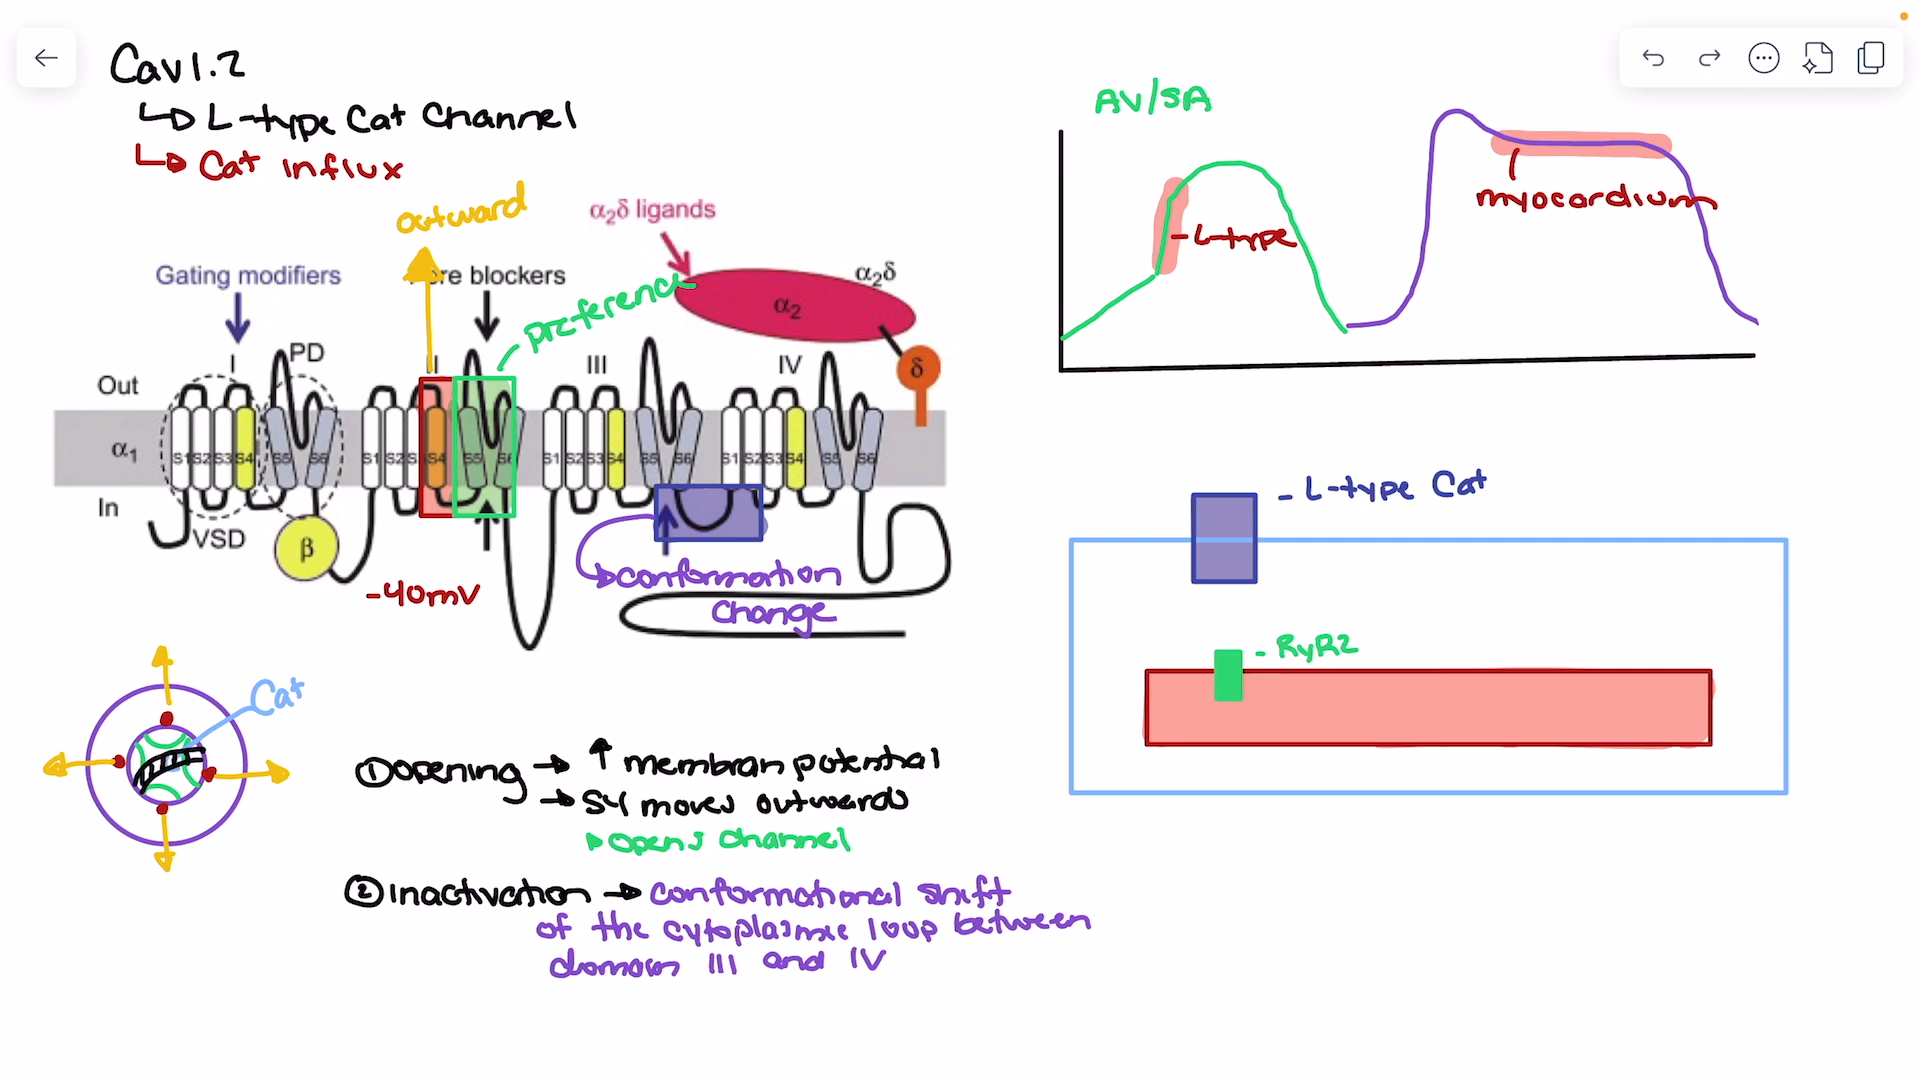 Cav1.2
↳ L-type Ca+ Channel
↳ Ca+ Influx
outward
α₂δ ligands
Gating modifiers
Pore blockers
preference
α₂δ
α₂
δ
I
PD
II
III
IV
Out
α₁
S1 S2 S3 S4 S5 S6
S1 S2 S4 S5 S6
S1 S2 S3 S4 S5 S6
S1 S2 S3 S4 S5 S6
In
VSD
β
-40mV
conformation
change
Ca+
① opening → ↑ membran potential
→ S4 moves outwards
opens channel
② Inactivation → conformational shift
of the cytoplasmic loop between
domain III and IV
AV/SA
- L-type
myocardium
- L-type Ca+
- RyR2